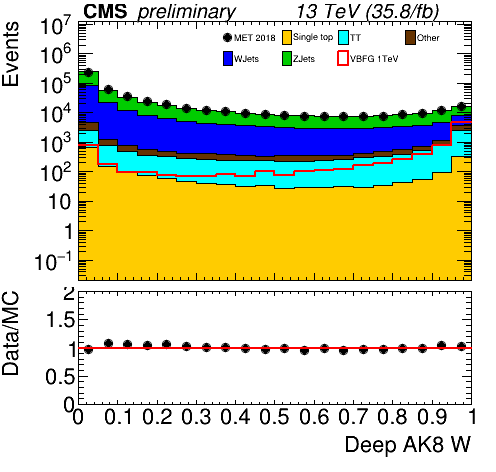 CMS preliminary 13 TeV (35.8/fb)
Events
10^7
10^6
10^5
10^4
10^3
10^2
10
1
10^−1
MET 2018 Single top TT Other
WJets ZJets VBFG 1TeV
Data/MC
2
1.5
1
0.5
0
0 0.1 0.2 0.3 0.4 0.5 0.6 0.7 0.8 0.9 1
Deep AK8 W